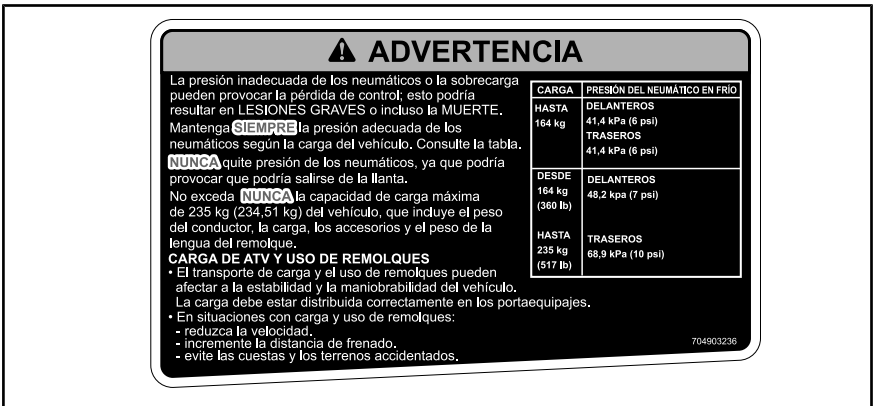 ADVERTENCIA
La presión inadecuada de los neumáticos o la sobrecarga
pueden provocar la pérdida de control; esto podría
resultar en LESIONES GRAVES o incluso la MUERTE.
Mantenga SIEMPRE la presión adecuada de los
neumáticos según la carga del vehículo. Consulte la tabla.
NUNCA quite presión de los neumáticos, ya que podría
provocar que podría salirse de la llanta.
No exceda NUNCA la capacidad de carga máxima
de 235 kg (234,51 kg) del vehículo, que incluye el peso
del conductor, la carga, los accesorios y el peso de la
lengua del remolque.
CARGA DE ATV Y USO DE REMOLQUES
• El transporte de carga y el uso de remolques pueden
afectar a la estabilidad y la maniobrabilidad del vehículo.
La carga debe estar distribuida correctamente en los portaequipajes.
• En situaciones con carga y uso de remolques:
- reduzca la velocidad.
- incremente la distancia de frenado.
- evite las cuestas y los terrenos accidentados.
CARGA PRESIÓN DEL NEUMÁTICO EN FRÍO
HASTA DELANTEROS
164 kg 41,4 kPa (6 psi)
TRASEROS
41,4 kPa (6 psi)
DESDE DELANTEROS
164 kg 48,2 kpa (7 psi)
(360 lb)
HASTA TRASEROS
235 kg 68,9 kPa (10 psi)
(517 lb)
704903236